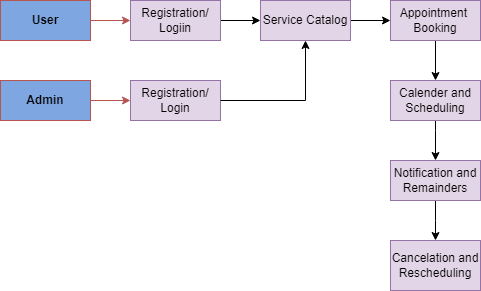 User
Registration/
Logiin
Service Catalog
Appointment
Booking
Admin
Registration/
Login
Calender and
Scheduling
Notification and
Remainders
Cancelation and
Rescheduling